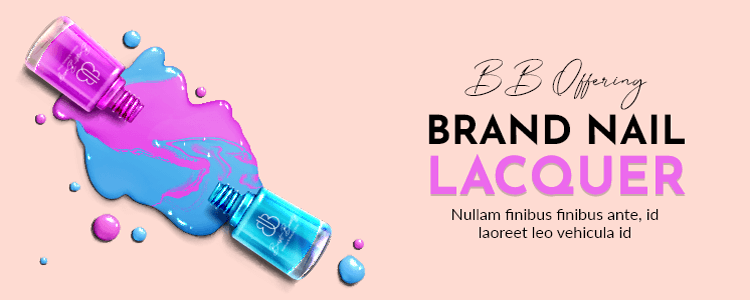 B B Offering
BRAND NAIL
LACQUER
Nullam finibus finibus ante, id
laoreet leo vehicula id